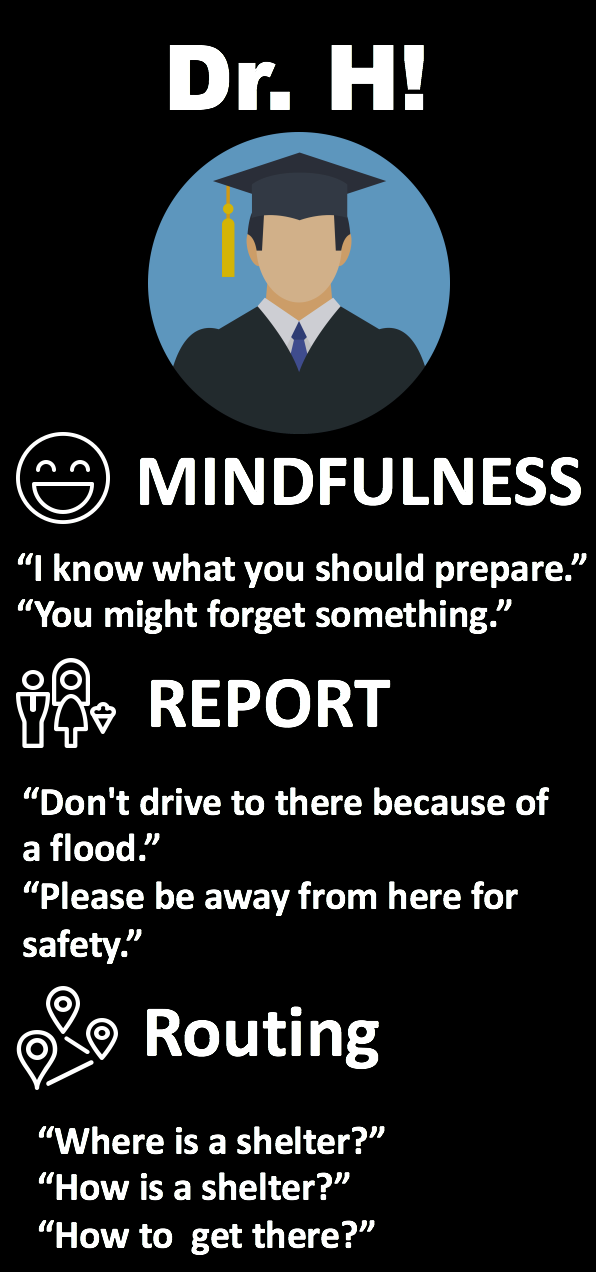 Dr. H!
MINDFULNESS
“I know what you should prepare.”
“You might forget something.”
REPORT
“Don't drive to there because of
a flood.”
“Please be away from here for
safety.”
Routing
“Where is a shelter?”
“How is a shelter?”
“How to  get there?”